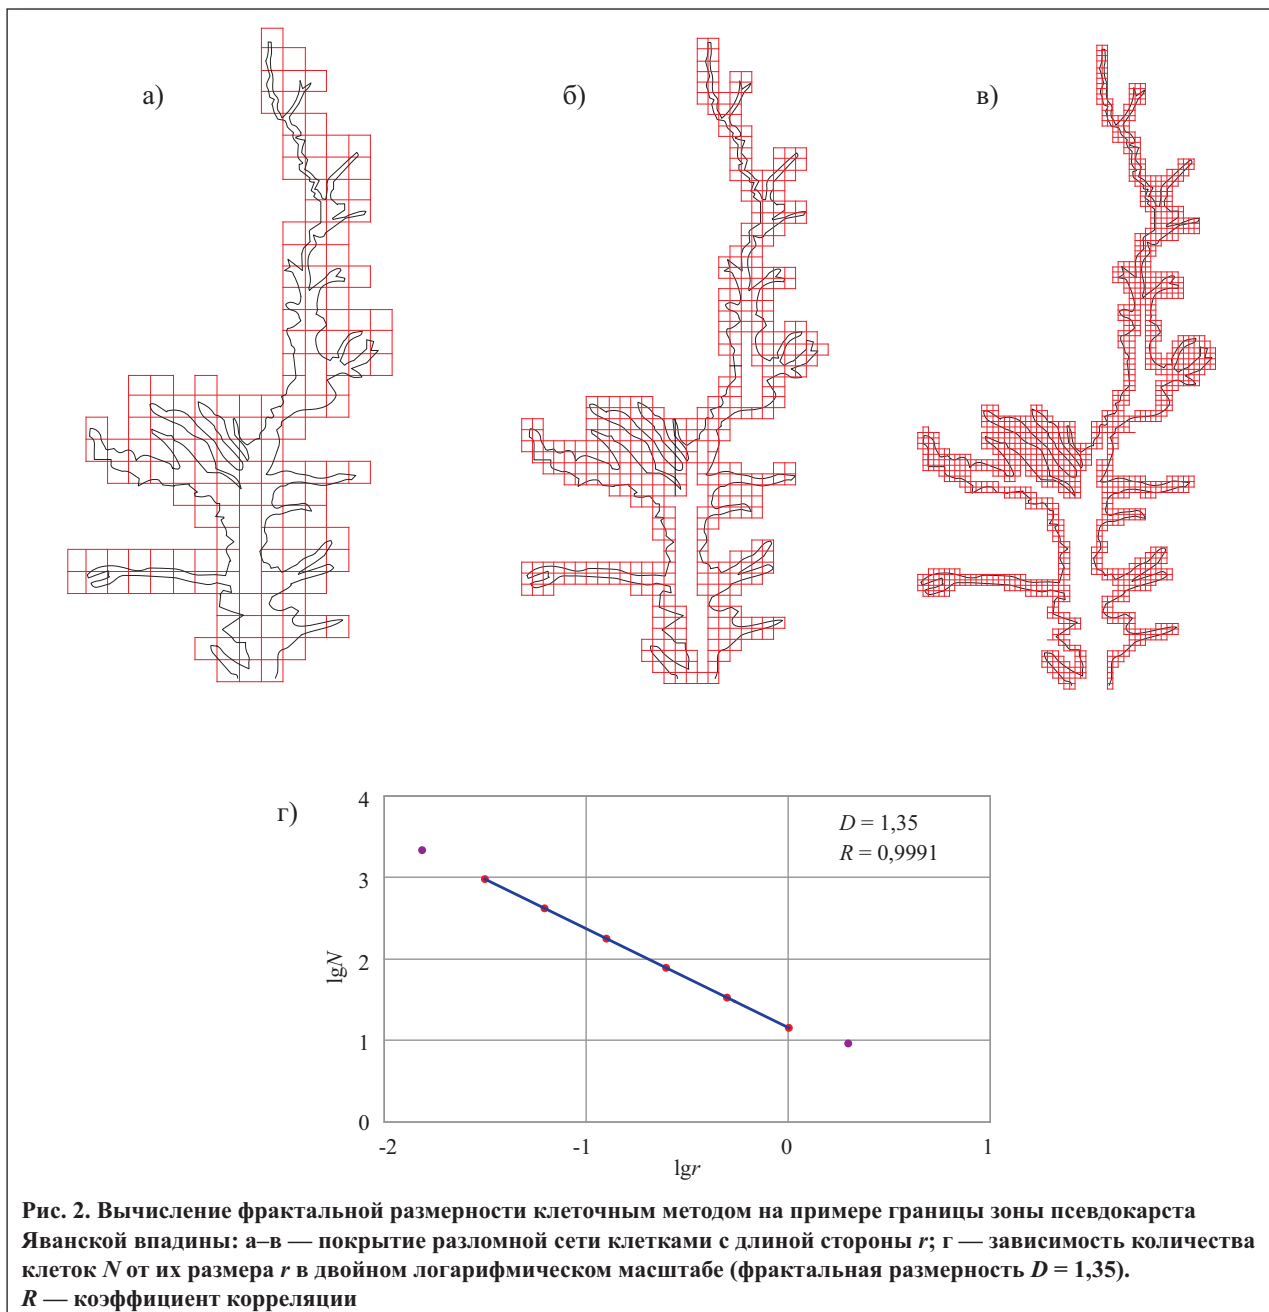 а)
б)
в)
г)
4
3
2
1
0
lgN
D = 1,35
R = 0,9991
-2
-1
0
1
lgr
Рис. 2. Вычисление фрактальной размерности клеточным методом на примере границы зоны псевдокарста
Яванской впадины: а–в — покрытие разломной сети клетками с длиной стороны r; г — зависимость количества
клеток N от их размера r в двойном логарифмическом масштабе (фрактальная размерность D = 1,35).
R — коэффициент корреляции